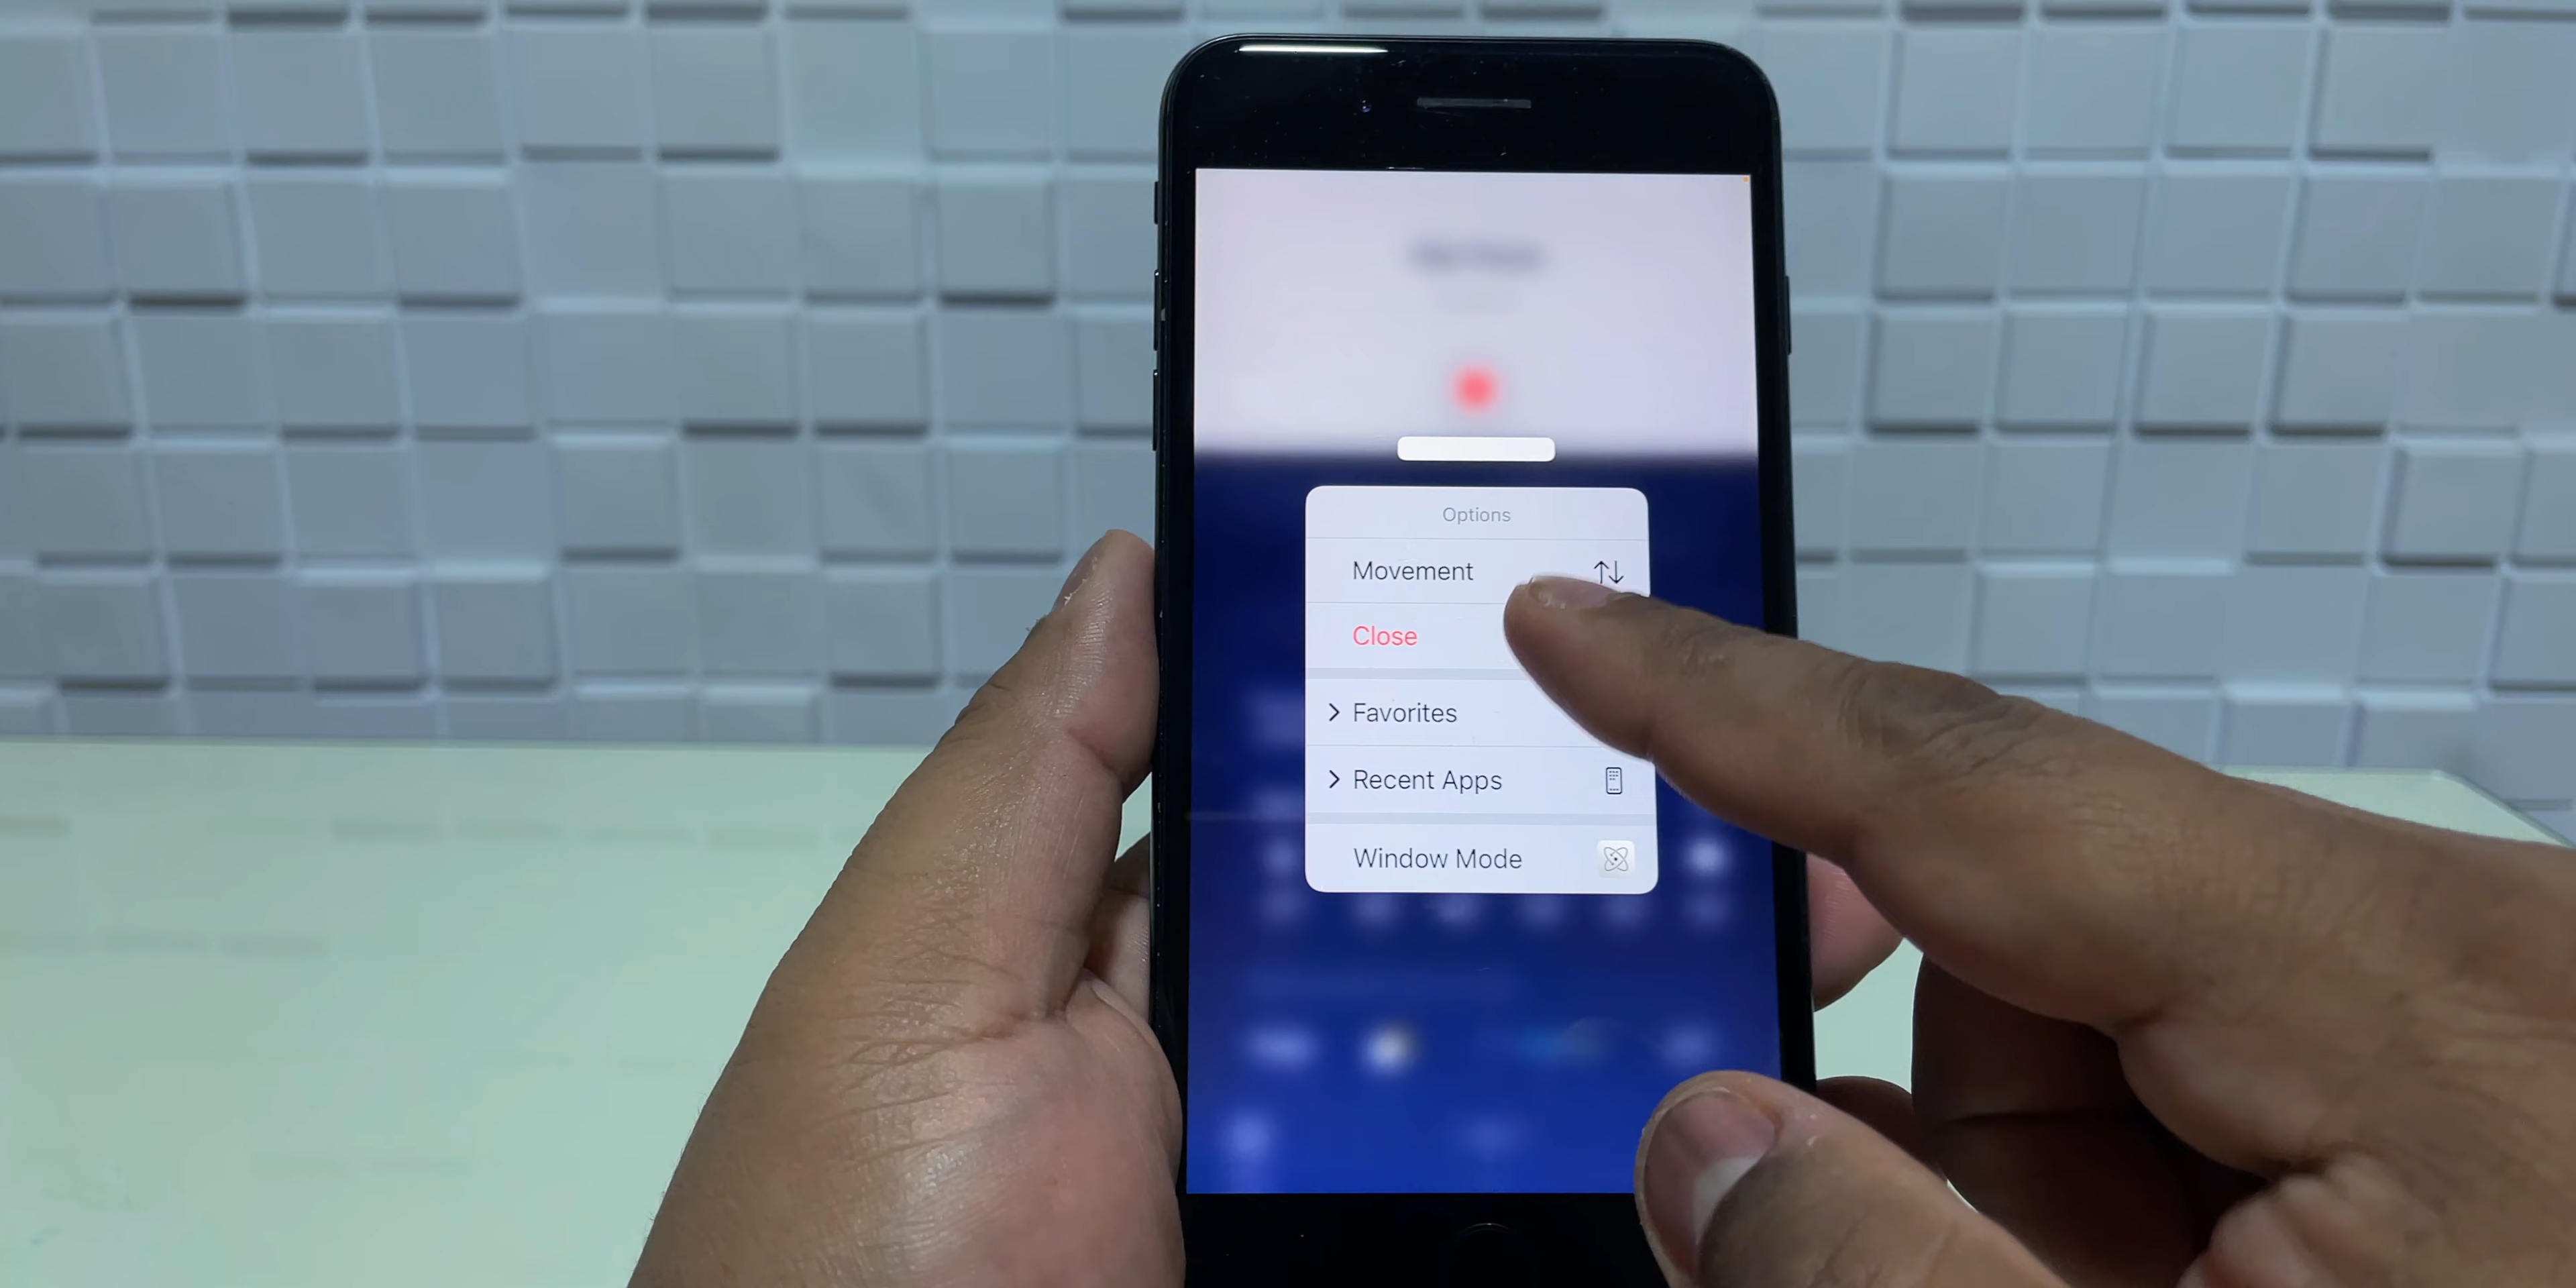 Options
Movement
Close
Favorites
Recent Apps
Window Mode